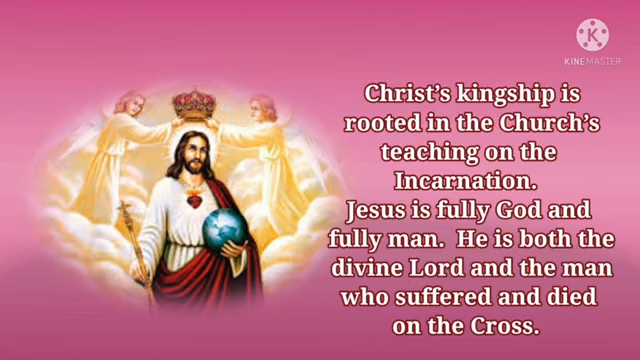 K
KINEMASTER
Christ's kingship is
rooted in the Church's
teaching on the
Incarnation.
Jesus is fully God and
fully man.  He is both the
divine Lord and the man
who suffered and died
on the Cross.